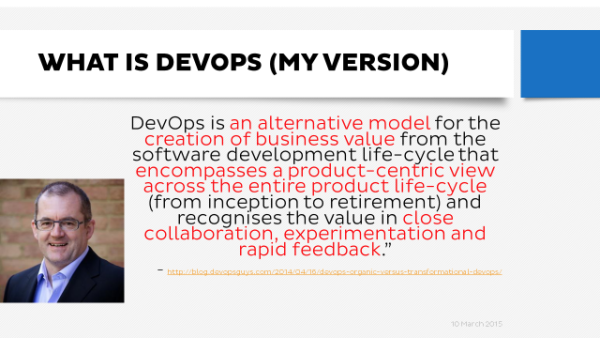 WHAT IS DEVOPS (MY VERSION)
DevOps is an alternative model for the
creation of business value from the
software development life-cycle that
encompasses a product-centric view
across the entire product life-cycle
(from inception to retirement) and
recognises the value in close
collaboration, experimentation and
rapid feedback.”
– http://blog.devopsguys.com/2014/04/15/devops-organic-versus-transformational-devops/
10 March 2015